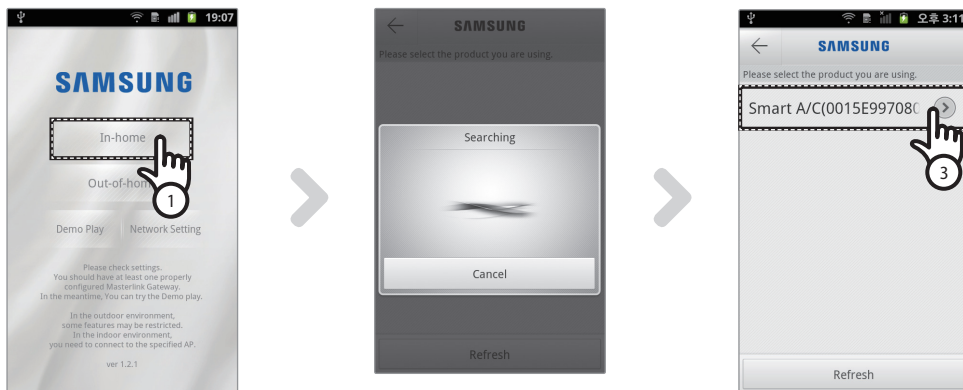 19:07
SAMSUNG
In-home
1
Demo Play
Network Setting
Please check settings.
You should have at least one properly
configured Masterlink Gateway.
In the meantime, You can try the Demo play.
In the outdoor environment,
some features may be restricted.
In the indoor environment,
you need to connect to the specified AP.
ver 1.2.1
SAMSUNG
Please select the product you are using.
Searching
Cancel
Refresh
오후 3:11
SAMSUNG
Please select the product you are using.
Smart A/C(0015E997080
3
Refresh